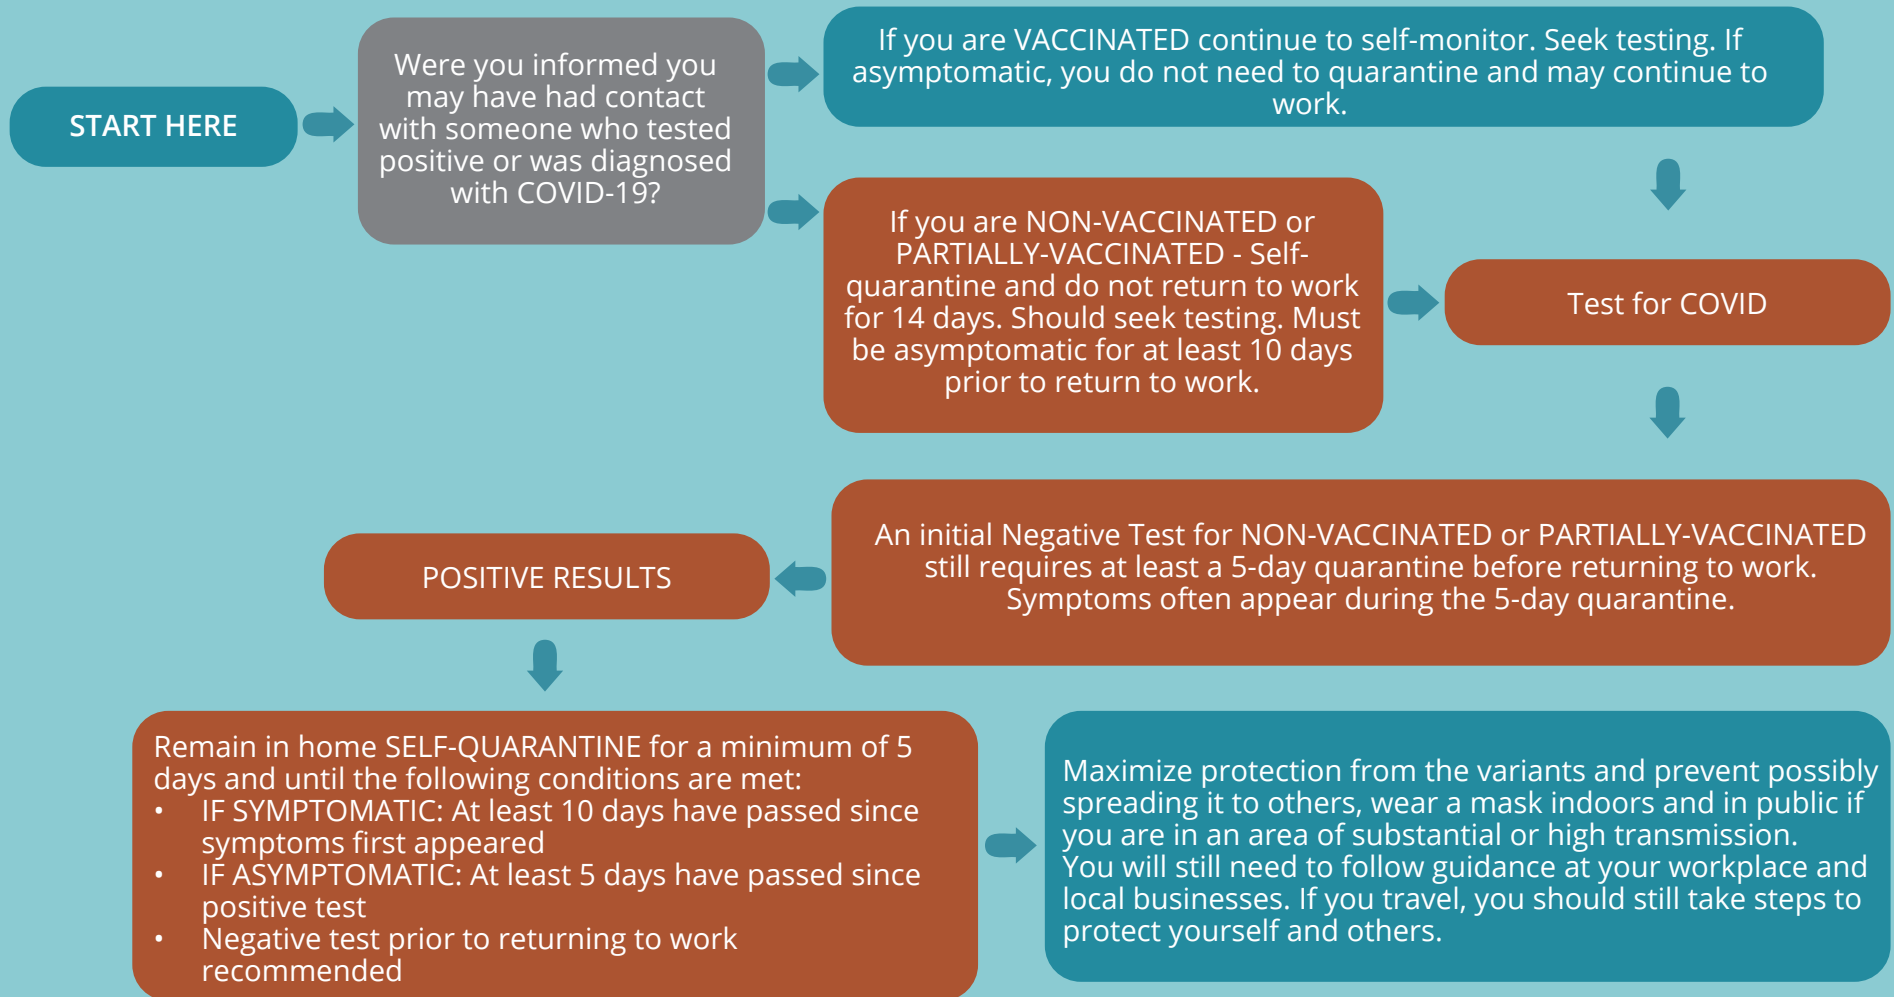 START HERE
Were you informed you
may have had contact
with someone who tested
positive or was diagnosed
with COVID-19?
If you are VACCINATED continue to self-monitor. Seek testing. If
asymptomatic, you do not need to quarantine and may continue to
work.
If you are NON-VACCINATED or
PARTIALLY-VACCINATED - Self-
quarantine and do not return to work
for 14 days. Should seek testing. Must
be asymptomatic for at least 10 days
prior to return to work.
Test for COVID
An initial Negative Test for NON-VACCINATED or PARTIALLY-VACCINATED
still requires at least a 5-day quarantine before returning to work.
Symptoms often appear during the 5-day quarantine.
POSITIVE RESULTS
Remain in home SELF-QUARANTINE for a minimum of 5
days and until the following conditions are met:
• IF SYMPTOMATIC: At least 10 days have passed since
symptoms first appeared
• IF ASYMPTOMATIC: At least 5 days have passed since
positive test
• Negative test prior to returning to work
recommended
Maximize protection from the variants and prevent possibly
spreading it to others, wear a mask indoors and in public if
you are in an area of substantial or high transmission.
You will still need to follow guidance at your workplace and
local businesses. If you travel, you should still take steps to
protect yourself and others.